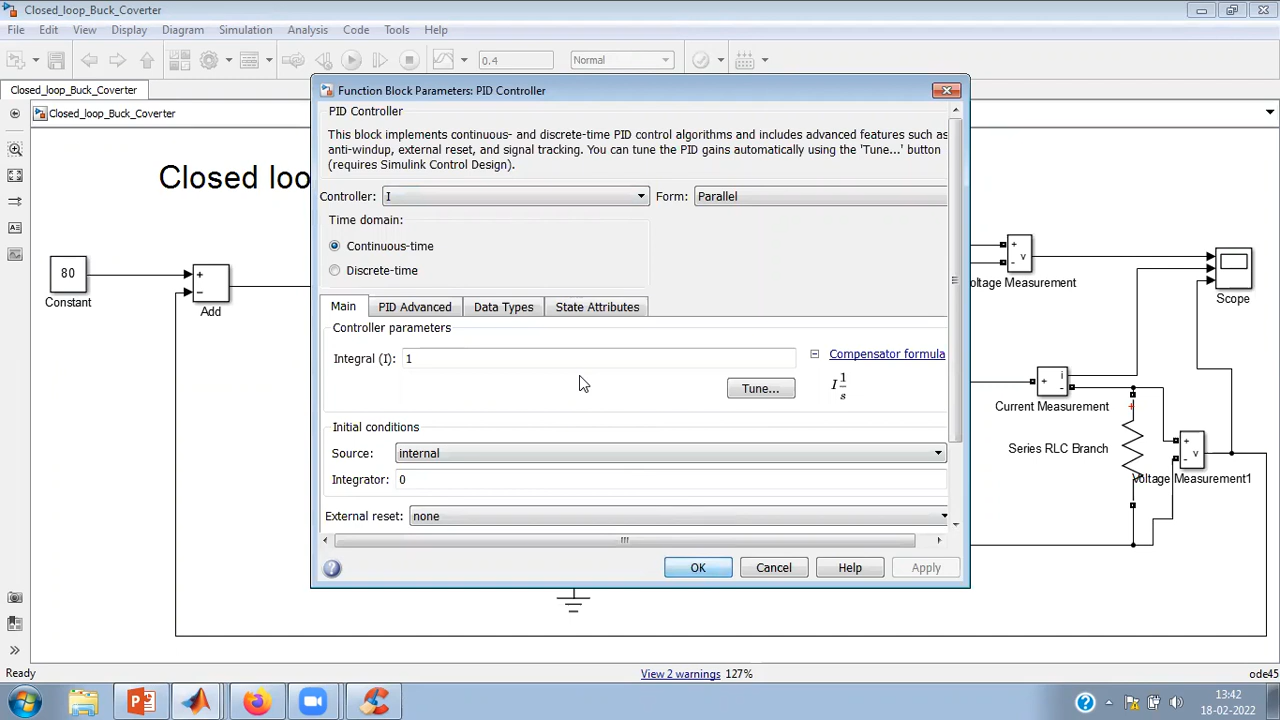 Closed_loop_Buck_Coverter
File Edit View Display Diagram Simulation Analysis Code Tools Help
0.4 Normal
Closed_loop_Buck_Coverter
Closed_loop_Buck_Coverter
Function Block Parameters: PID Controller
PID Controller
This block implements continuous- and discrete-time PID control algorithms and includes advanced features such as
anti-windup, external reset, and signal tracking. You can tune the PID gains automatically using the 'Tune...' button
(requires Simulink Control Design).
Controller: I Form: Parallel
Time domain:
Continuous-time
Discrete-time
Main PID Advanced Data Types State Attributes
Controller parameters
Integral (I): 1
Compensator formula
Tune...
I 1/s
Initial conditions
Source: internal
Integrator: 0
External reset: none
OK Cancel Help Apply
Closed loo
80
Constant
+
−
Add
+
-
v
oltage Measurement
Scope
+
i
-
Current Measurement
+
Series RLC Branch
+
-
v
Voltage Measurement1
Ready View 2 warnings 127% ode45
13:42
18-02-2022